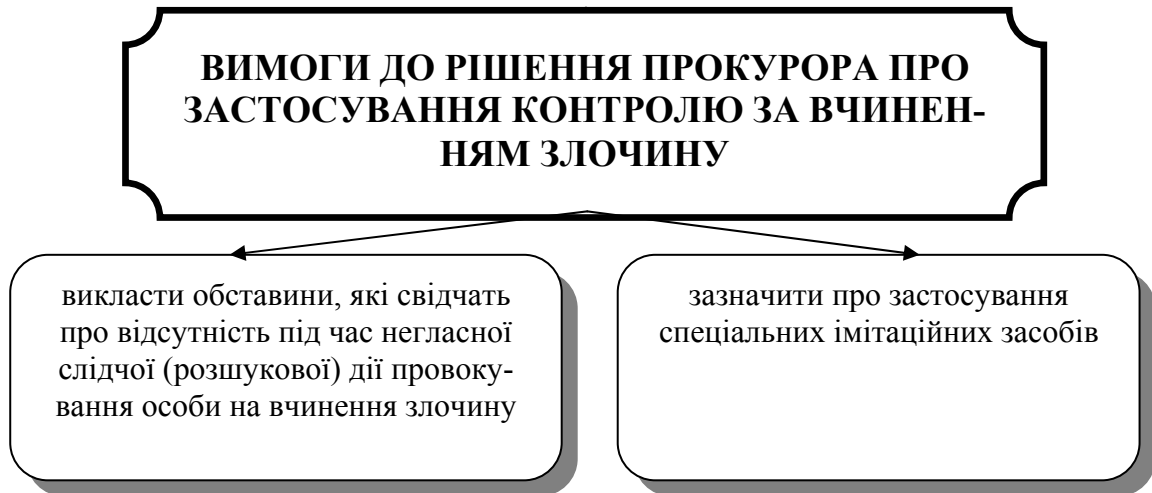 ВИМОГИ ДО РІШЕННЯ ПРОКУРОРА ПРО
ЗАСТОСУВАННЯ КОНТРОЛЮ ЗА ВЧИНЕН-
НЯМ ЗЛОЧИНУ
викласти обставини, які свідчать
про відсутність під час негласної
слідчої (розшукової) дії провоку-
вання особи на вчинення злочину
зазначити про застосування
спеціальних імітаційних засобів